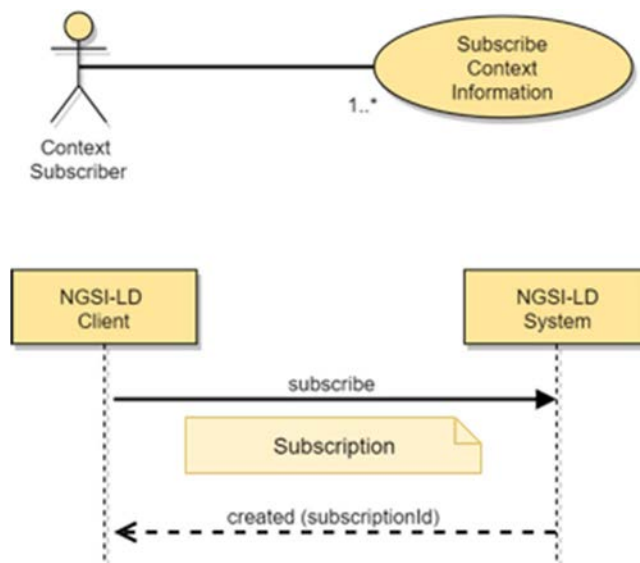 Subscribe
Context
Information
1..*
Context
Subscriber
NGSI-LD
Client
NGSI-LD
System
subscribe
Subscription
created (subscriptionId)